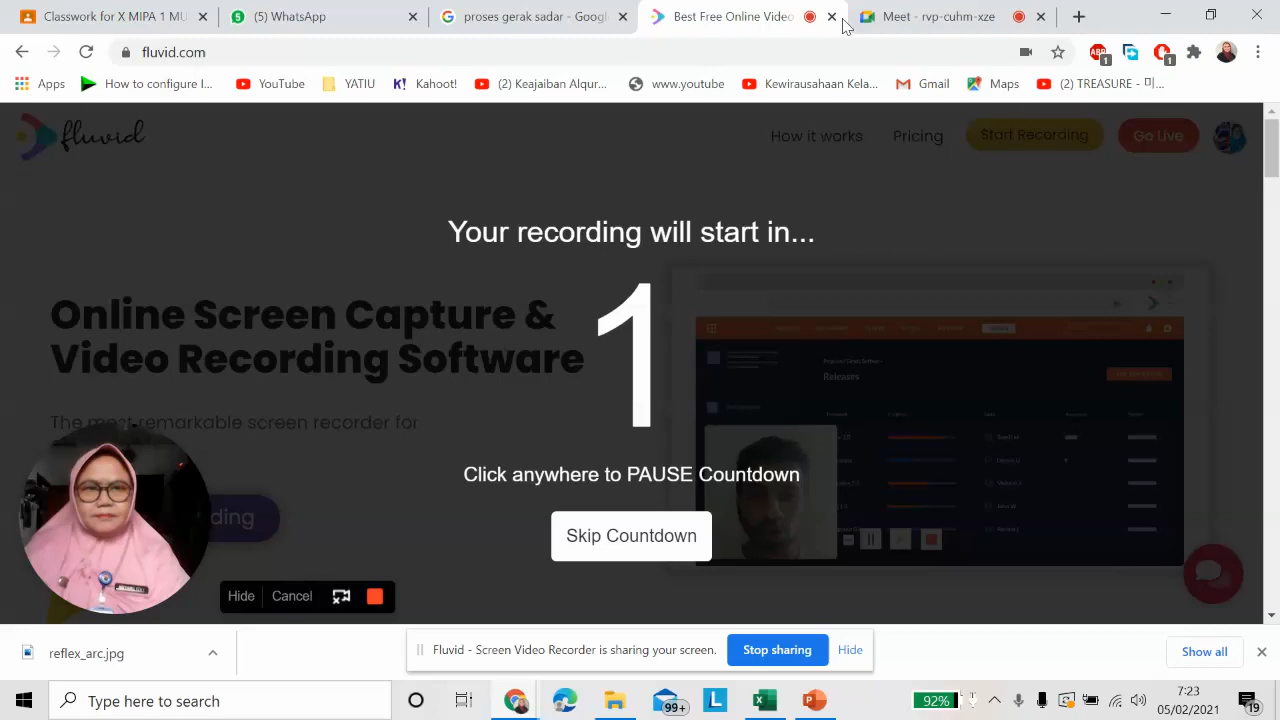 Classwork for X MIPA 1 MU
(5) WhatsApp
proses gerak sadar - Google
Best Free Online Video
Meet - rvp-cuhm-xze
fluvid.com
1
1
Apps
How to configure I...
YouTube
YATIU
Kahoot!
(2) Keajaiban Alqur...
www.youtube
Kewirausahaan Kela...
Gmail
Maps
(2) TREASURE - 미...
fluvid
How it works
Pricing
Start Recording
Go Live
Your recording will start in...
1
Online Screen Capture &
Video Recording Software
The most remarkable screen recorder for
Releases
Click anywhere to PAUSE Countdown
Skip Countdown
ding
Hide
Cancel
reflex_arc.jpg
Fluvid - Screen Video Recorder is sharing your screen.
Stop sharing
Hide
Show all
Type here to search
99+
92%
7:23
05/02/2021
19